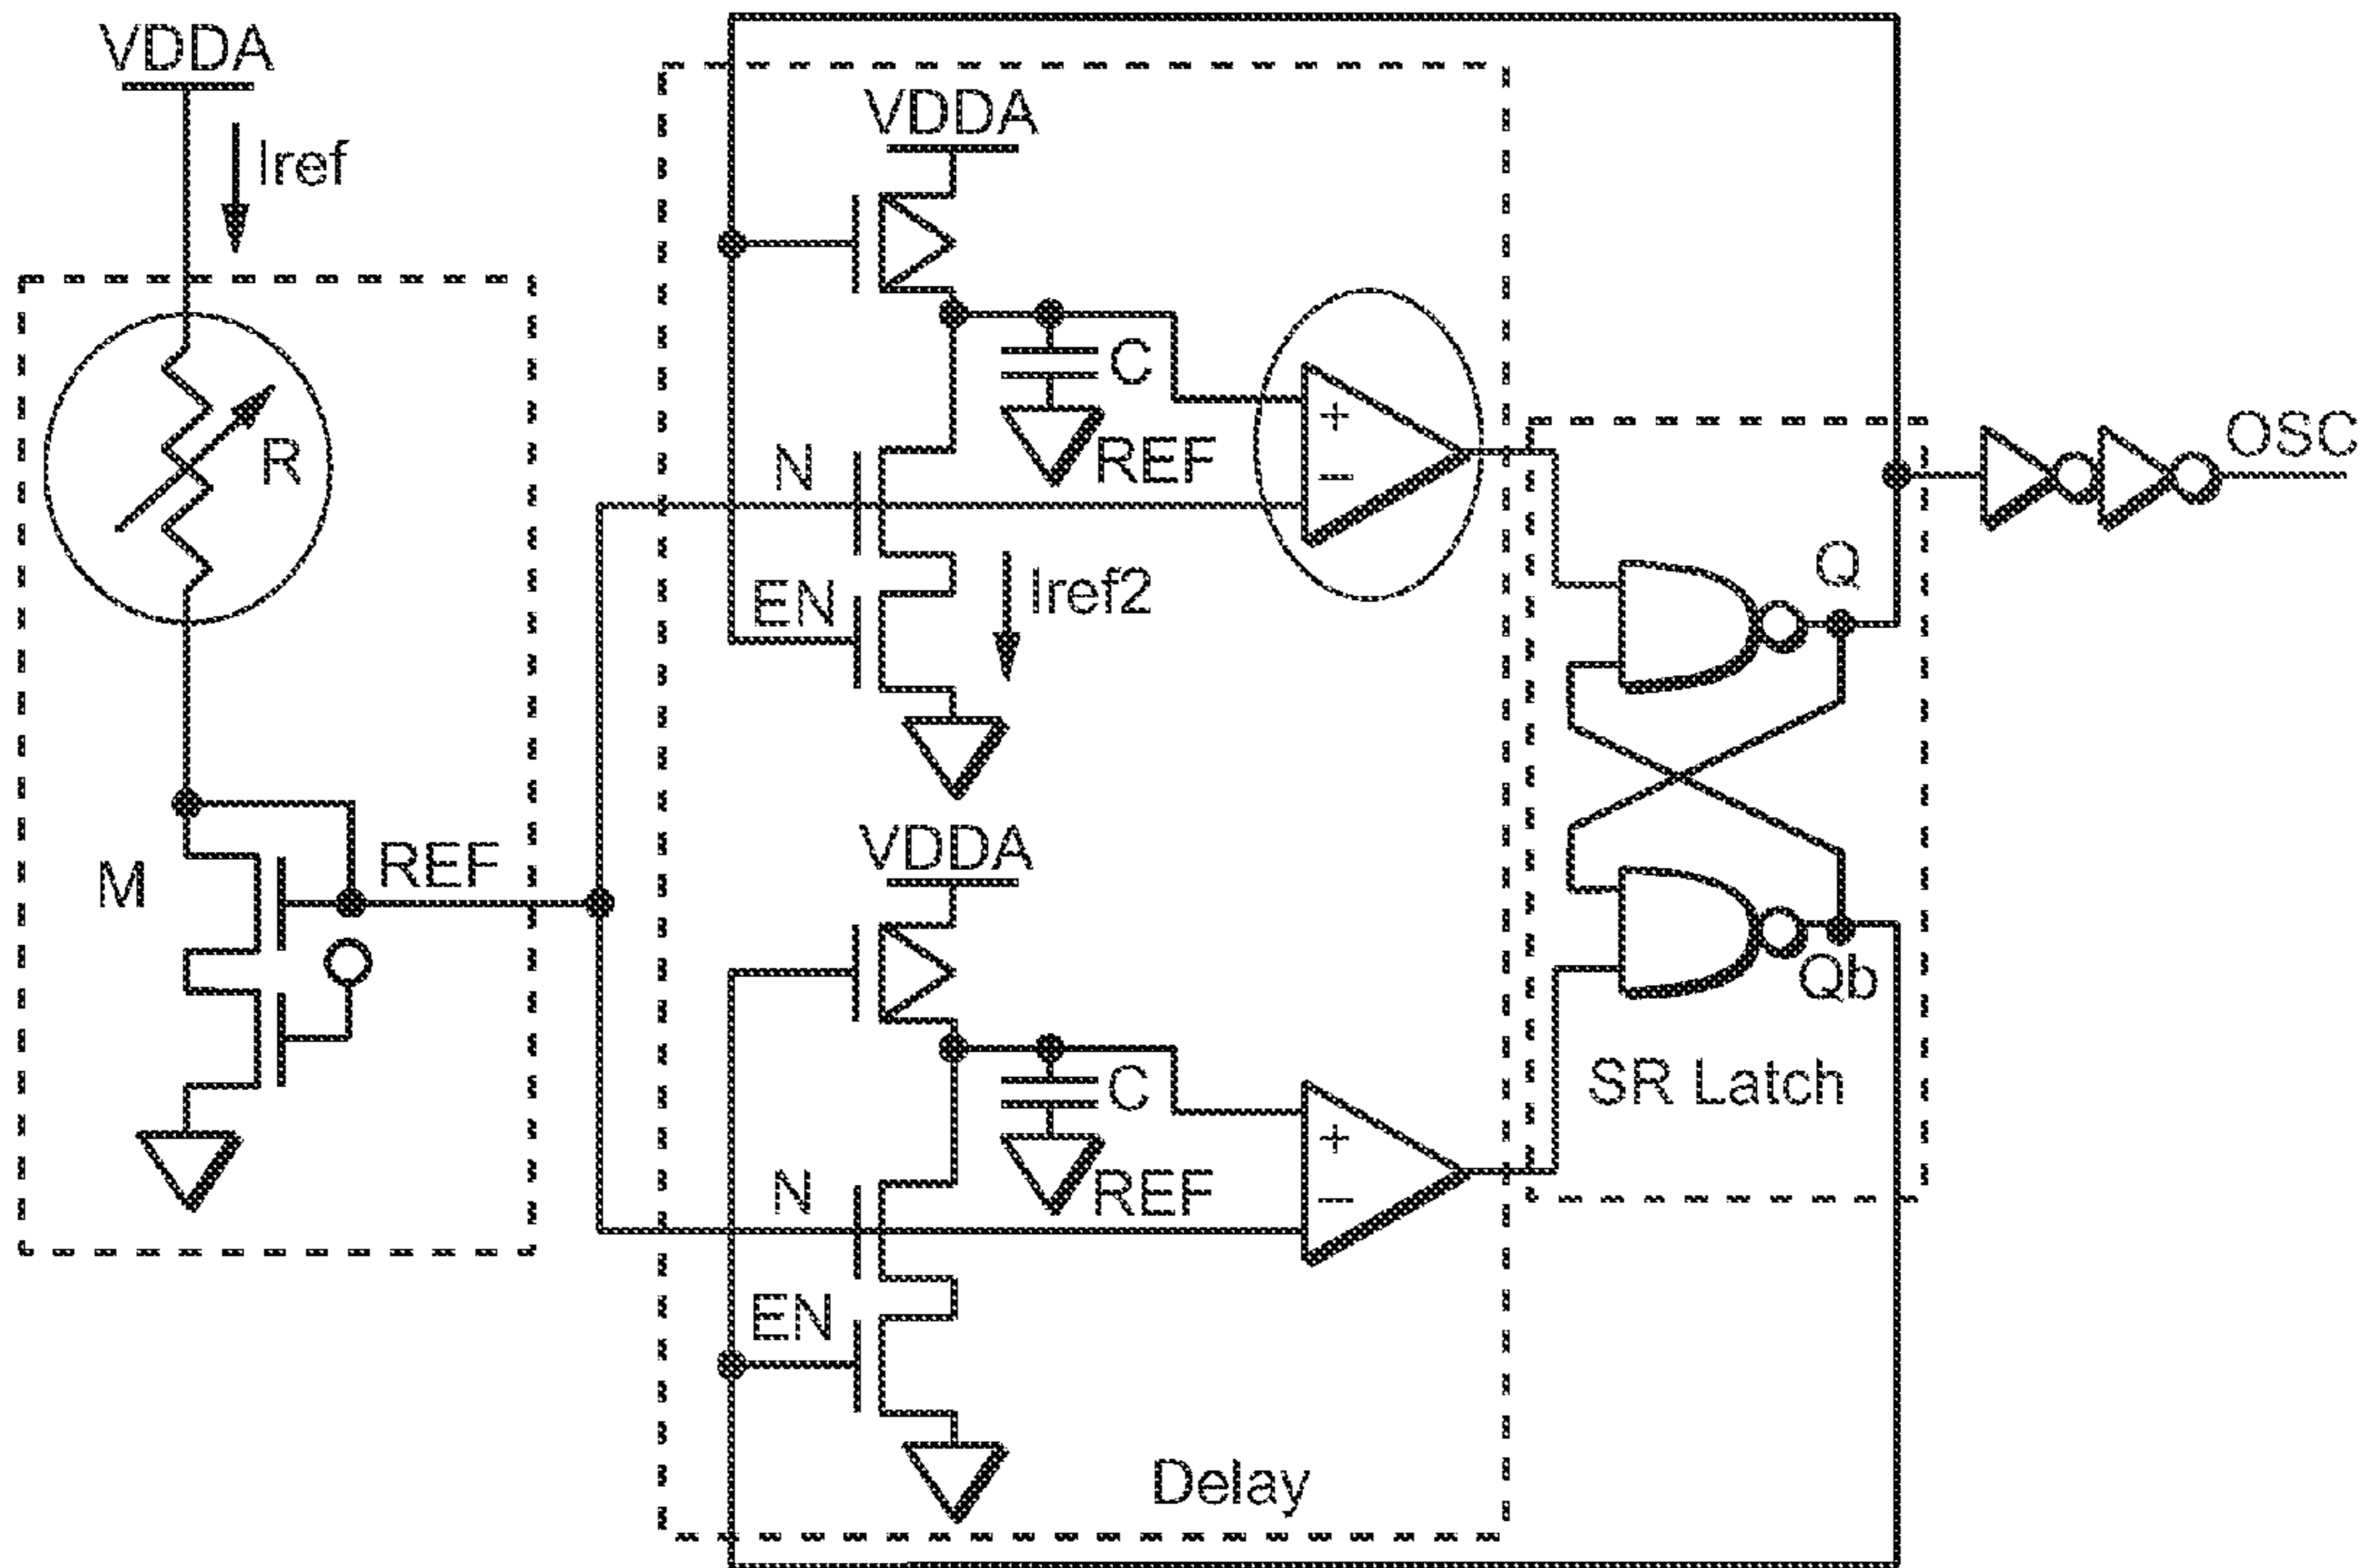 VDDA
Iref
R
M
REF
VDDA
C
REF
+
−
N
EN
Iref2
VDDA
C
REF
+
−
N
EN
Delay
Q
Qb
SR Latch
OSC